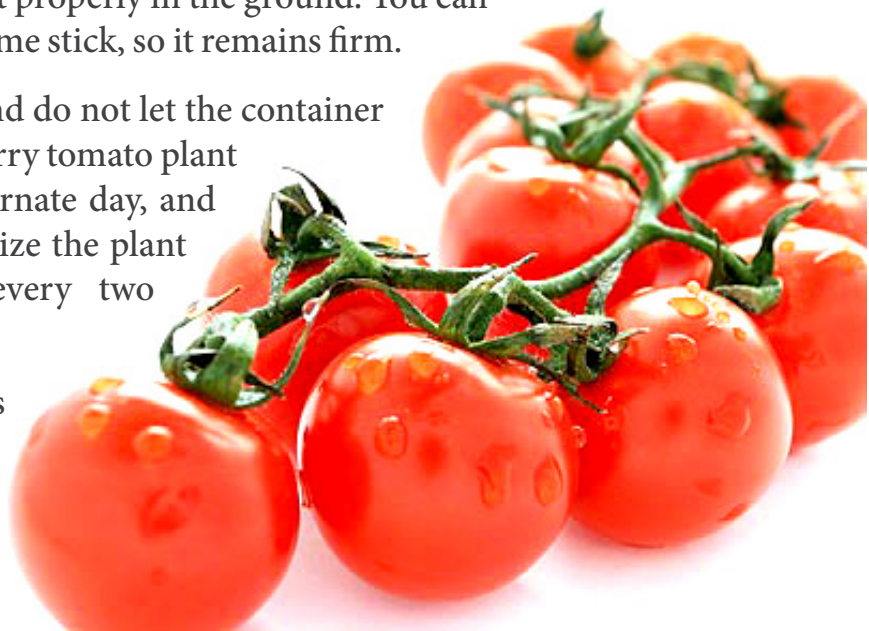 properly in the ground. You can
me stick, so it remains firm.
nd do not let the container
rry tomato plant
rnate day, and
ize the plant
every two
s